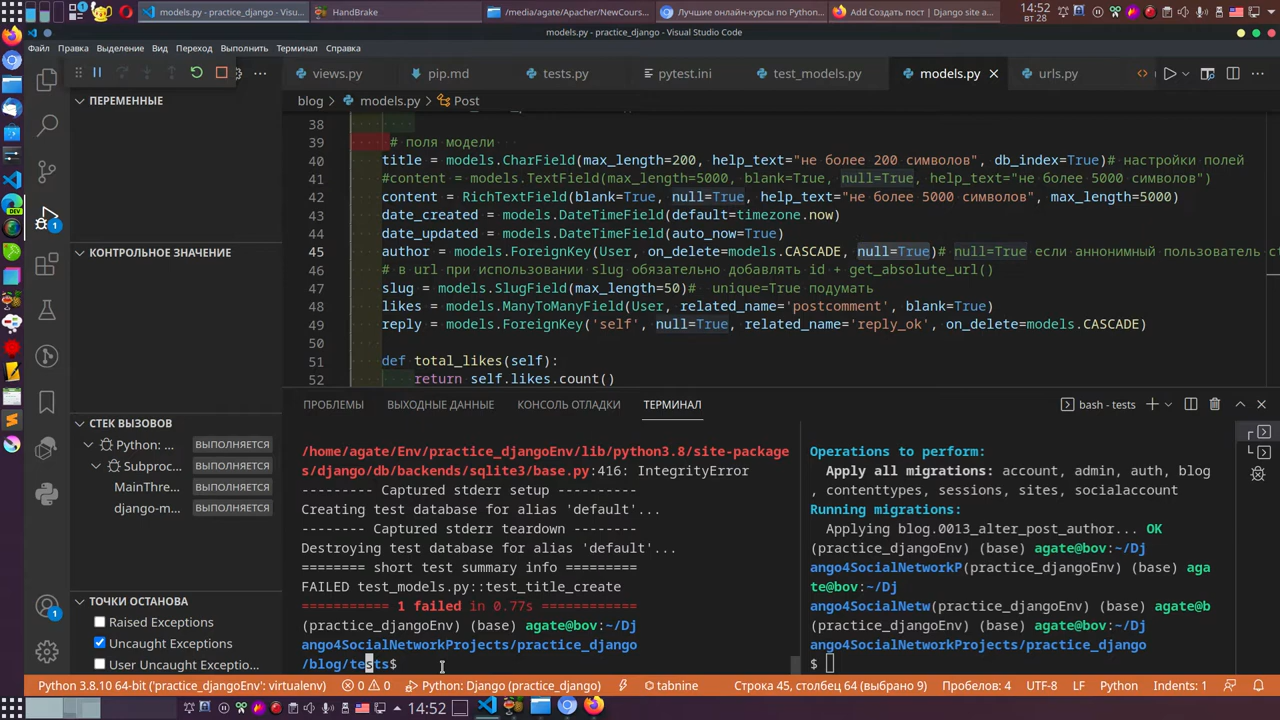 models.py - practice_django - Visu...
HandBrake
/media/agate/Apacher/NewCours...
Лучшие онлайн-курсы по Python...
Add Создать пост | Django site a...
14:52
вт 28
models.py - practice_django - Visual Studio Code
Файл Правка Выделение Вид Переход Выполнить Терминал Справка
views.py pip.md tests.py pytest.ini test_models.py models.py urls.py
blog > models.py > Post
ПЕРЕМЕННЫЕ
КОНТРОЛЬНОЕ ЗНАЧЕНИЕ
СТЕК ВЫЗОВОВ
Python: ... ВЫПОЛНЯЕТСЯ
Subproc... ВЫПОЛНЯЕТСЯ
MainThre... ВЫПОЛНЯЕТСЯ
django-m... ВЫПОЛНЯЕТСЯ
ТОЧКИ ОСТАНОВА
Raised Exceptions
Uncaught Exceptions
User Uncaught Exceptio...
38
39 # поля модели
40 title = models.CharField(max_length=200, help_text="не более 200 символов", db_index=True)# настройки полей
41 #content = models.TextField(max_length=5000, blank=True, null=True, help_text="не более 5000 символов")
42 content = RichTextField(blank=True, null=True, help_text="не более 5000 символов", max_length=5000)
43 date_created = models.DateTimeField(default=timezone.now)
44 date_updated = models.DateTimeField(auto_now=True)
45 author = models.ForeignKey(User, on_delete=models.CASCADE, null=True)# null=True если аннонимный пользователь ст
46 # в url при использовании slug обязательно добавлять id + get_absolute_url()
47 slug = models.SlugField(max_length=50)# unique=True подумать
48 likes = models.ManyToManyField(User, related_name='postcomment', blank=True)
49 reply = models.ForeignKey('self', null=True, related_name='reply_ok', on_delete=models.CASCADE)
50
51 def total_likes(self):
52 return self.likes.count()
ПРОБЛЕМЫ ВЫХОДНЫЕ ДАННЫЕ КОНСОЛЬ ОТЛАДКИ ТЕРМИНАЛ
bash - tests
/home/agate/Env/practice_djangoEnv/lib/python3.8/site-package
s/django/db/backends/sqlite3/base.py:416: IntegrityError
--------- Captured stderr setup ----------
Creating test database for alias 'default'...
-------- Captured stderr teardown --------
Destroying test database for alias 'default'...
======== short test summary info =========
FAILED test_models.py::test_title_create
=========== 1 failed in 0.77s ============
(practice_djangoEnv) (base) agate@bov:~/Dj
ango4SocialNetworkProjects/practice_django
/blog/tests$
Operations to perform:
Apply all migrations: account, admin, auth, blog
, contenttypes, sessions, sites, socialaccount
Running migrations:
Applying blog.0013_alter_post_author... OK
(practice_djangoEnv) (base) agate@bov:~/Dj
ango4SocialNetworkP(practice_djangoEnv) (base) aga
te@bov:~/Dj
ango4SocialNetw(practice_djangoEnv) (base) agate@b
ov:~/Dj
(practice_djangoEnv) (base) agate@bov:~/Dj
ango4SocialNetworkProjects/practice_django
$
Python 3.8.10 64-bit ('practice_djangoEnv': virtualenv) 0 0 Python: Django (practice_django) tabnine Строка 45, столбец 64 (выбрано 9) Пробелов: 4 UTF-8 LF Python Indents: 1
14:52